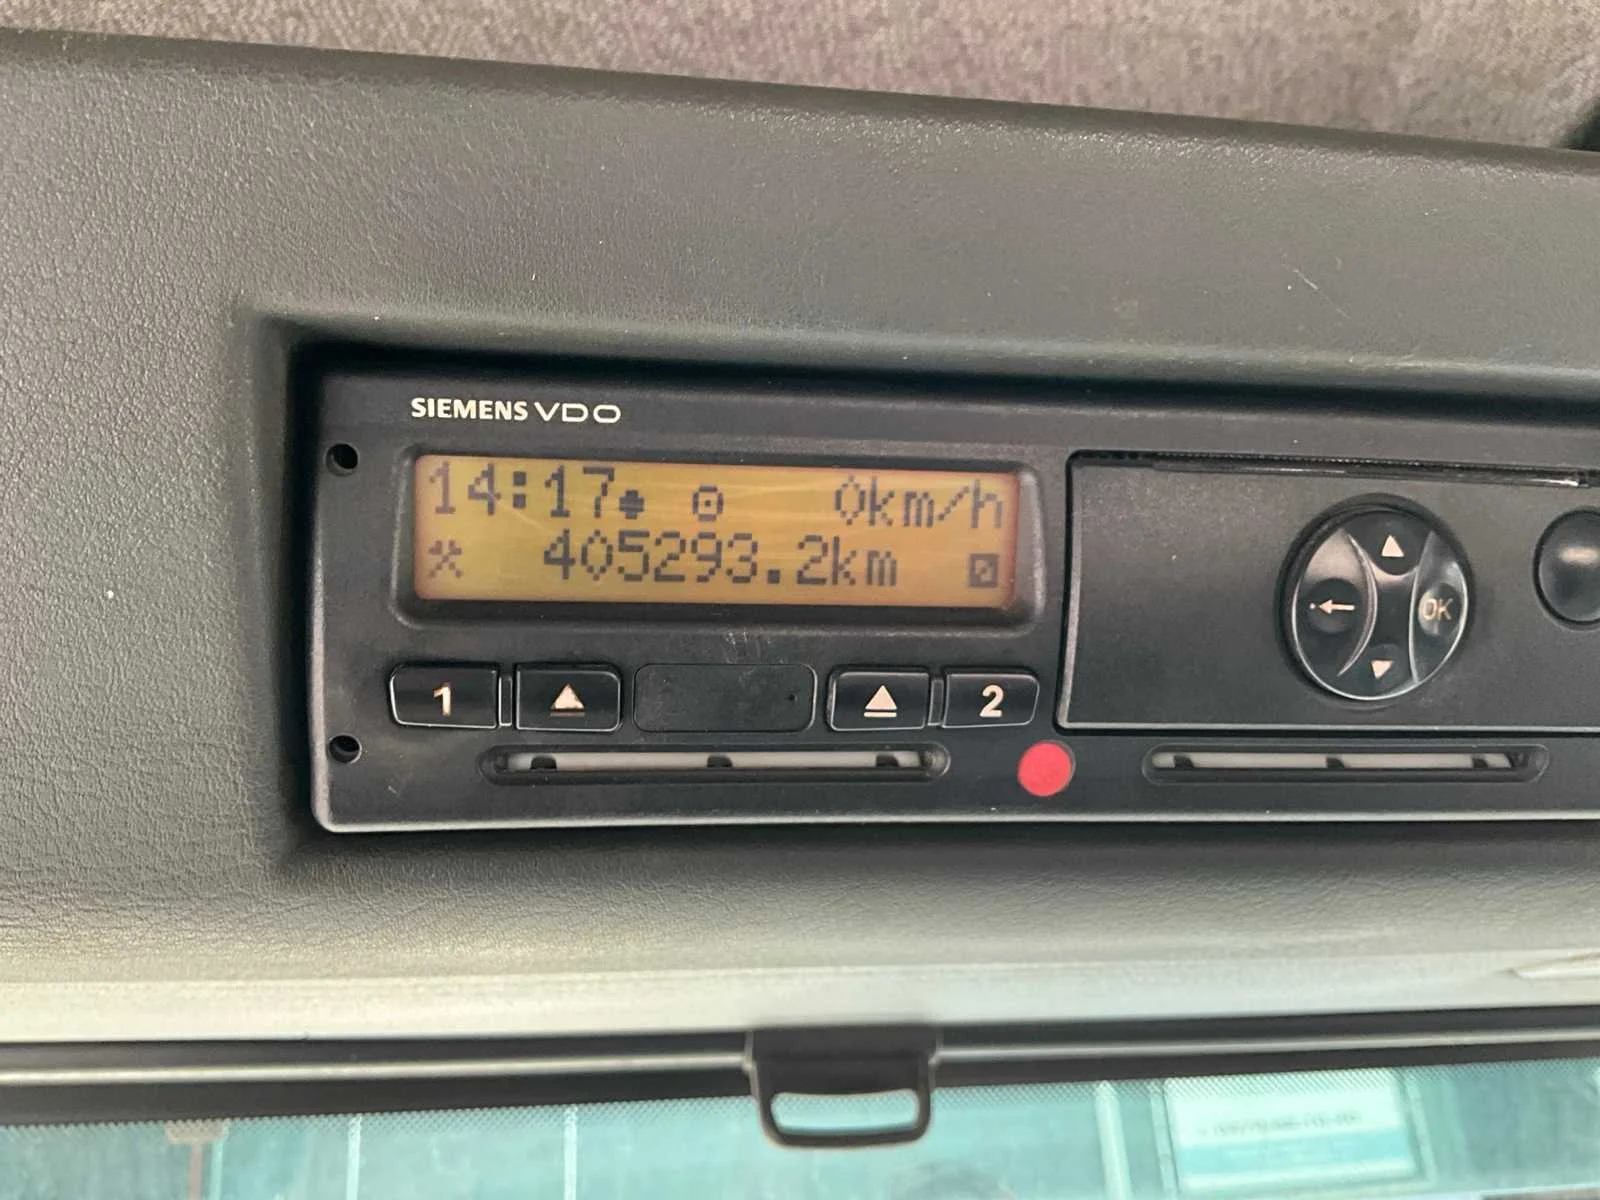 SIEMENS VDO
14:17 0km/h
405293.2km
1 2
OK